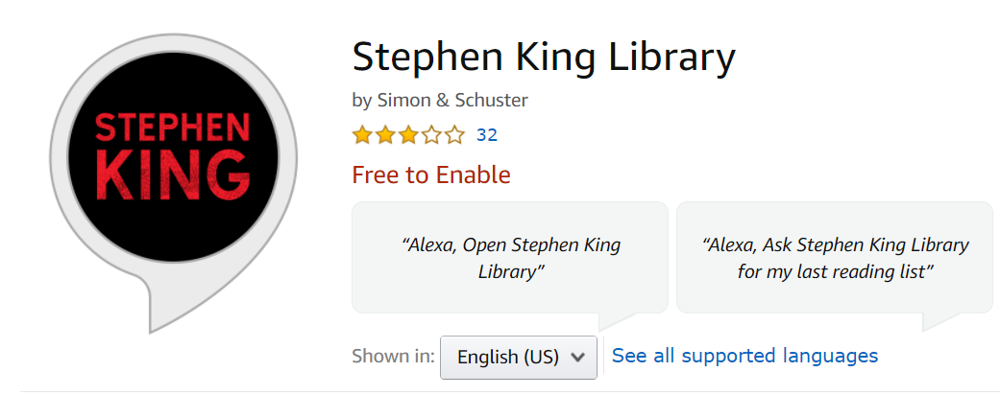 STEPHEN
KING
Stephen King Library
by Simon & Schuster
32
Free to Enable
“Alexa, Open Stephen King
Library”
“Alexa, Ask Stephen King Library
for my last reading list”
Shown in: English (US) See all supported languages